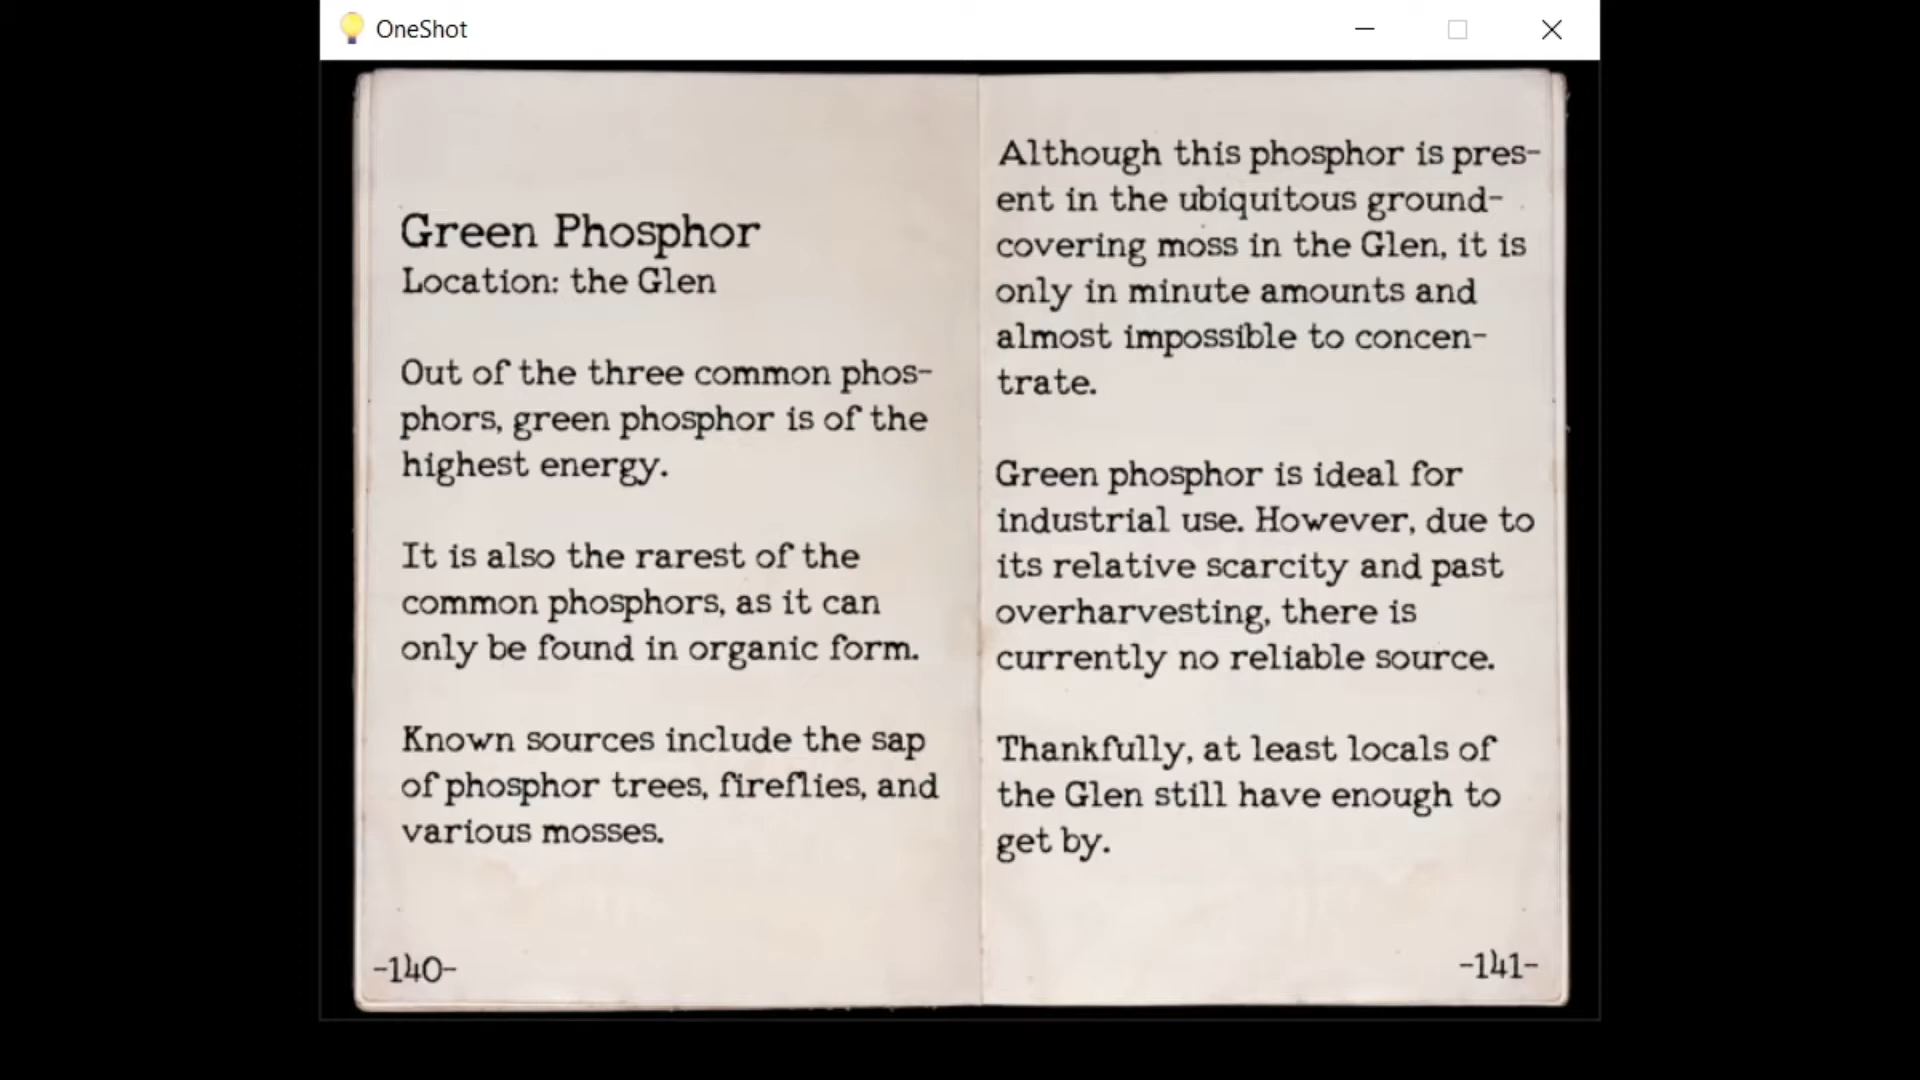 OneShot
Green Phosphor
Location: the Glen
Out of the three common phos-
phors, green phosphor is of the
highest energy.
It is also the rarest of the
common phosphors, as it can
only be found in organic form.
Known sources include the sap
of phosphor trees, fireflies, and
various mosses.
-140-
Although this phosphor is pres-
ent in the ubiquitous ground-
covering moss in the Glen, it is
only in minute amounts and
almost impossible to concen-
trate.
Green phosphor is ideal for
industrial use. However, due to
its relative scarcity and past
overharvesting, there is
currently no reliable source.
Thankfully, at least locals of
the Glen still have enough to
get by.
-141-